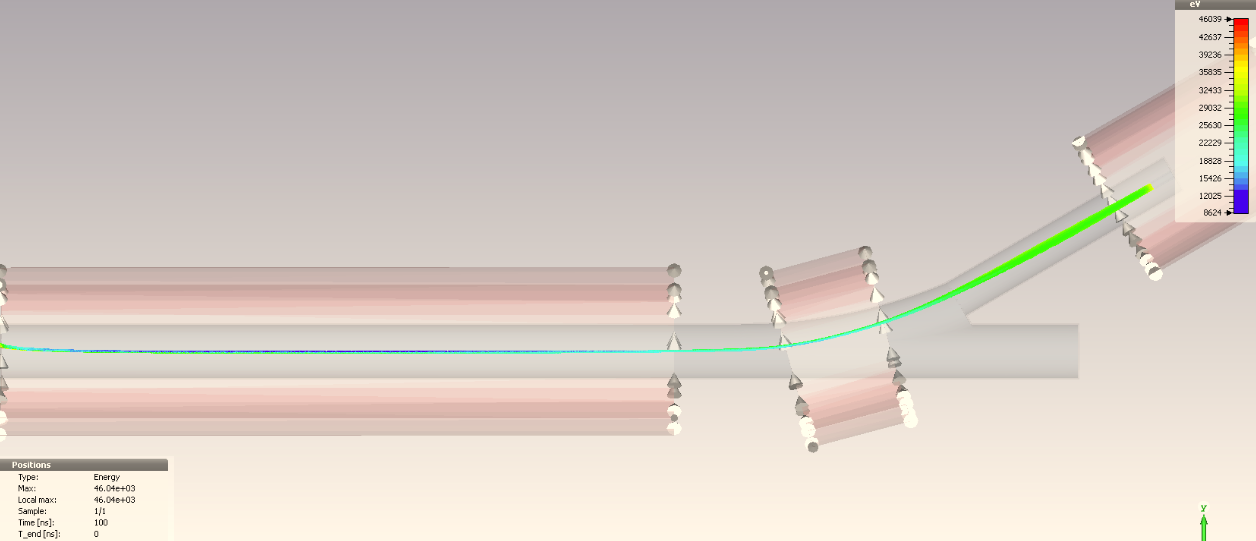 eV
46039
42637
39236
35835
32433
29032
25630
22229
18828
15426
12025
8624
Positions
Type: Energy
Max: 46.04e+03
Local max: 46.04e+03
Sample: 1/1
Time [ns]: 100
T_end [ns]: 0
y